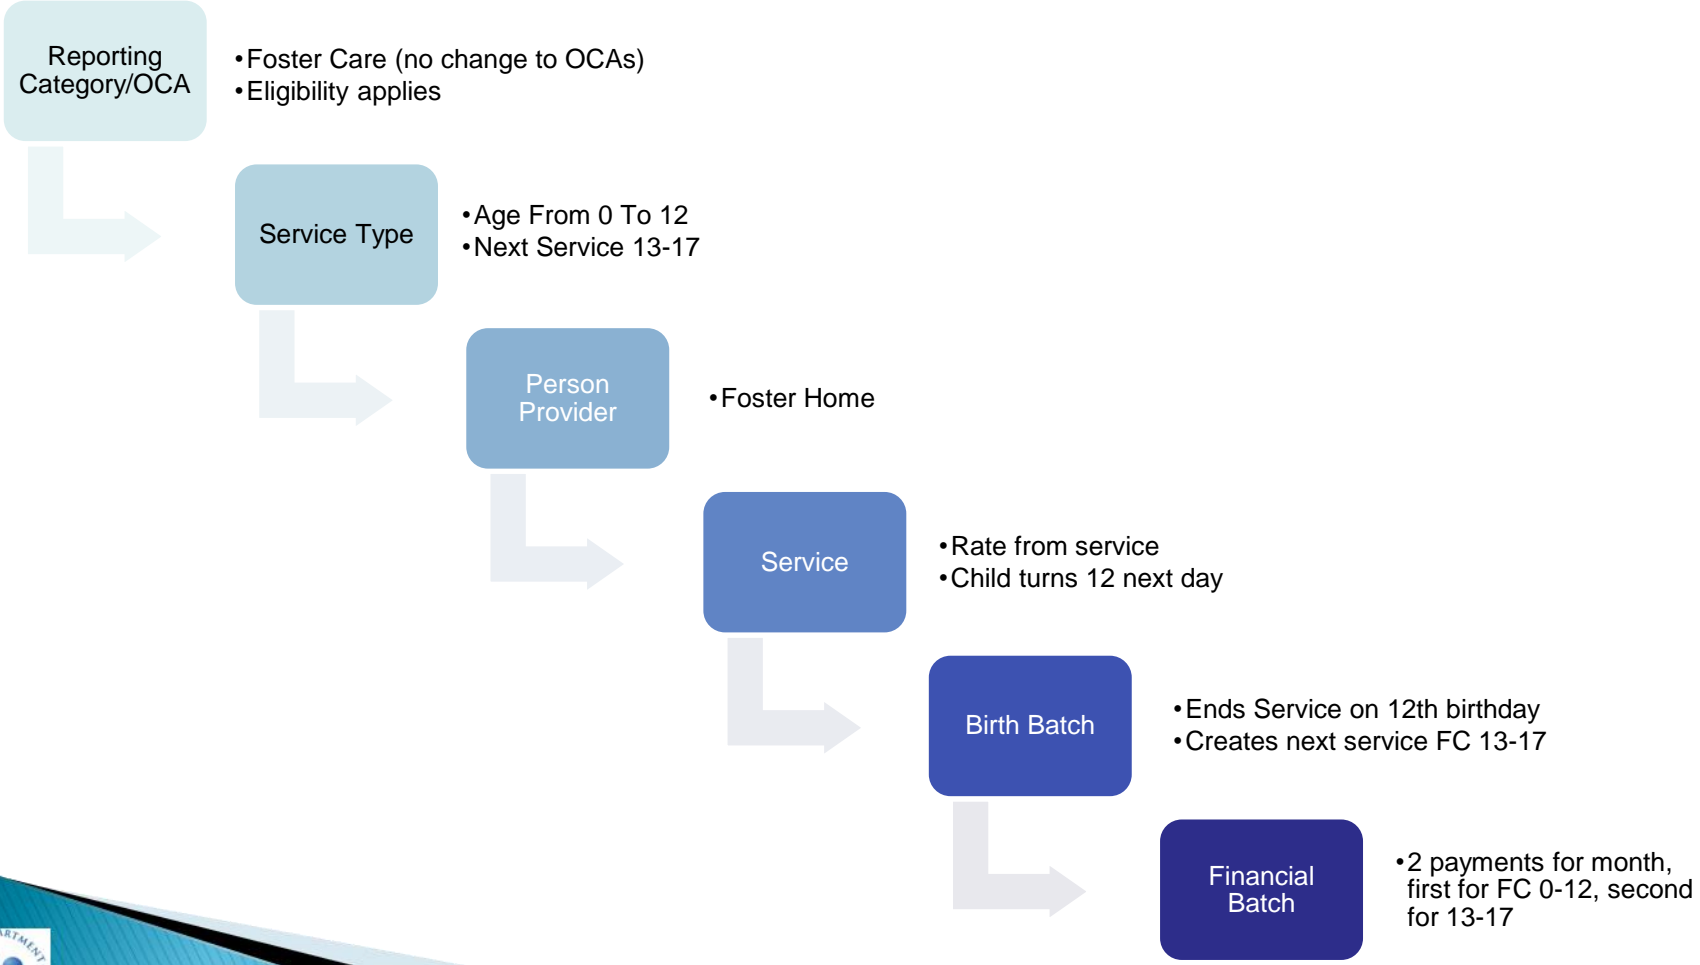 Reporting
Category/OCA
•Foster Care (no change to OCAs)
•Eligibility applies
Service Type
•Age From 0 To 12
•Next Service 13-17
Person
Provider
•Foster Home
Service
•Rate from service
•Child turns 12 next day
Birth Batch
•Ends Service on 12th birthday
•Creates next service FC 13-17
Financial
Batch
•2 payments for month,
first for FC 0-12, second
for 13-17